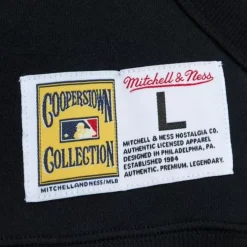 COOPERSTOWN
COLLECTION
MITCHELLANDNESS/MLB
Mitchell & Ness
L
MITCHELL & NESS NOSTALGIA CO.
AUTHENTIC LICENSED APPAREL
DESIGNED IN PHILADELPHIA, PA
ESTABLISHED 1904
AUTHENTIC. PREMIUM. LEGENDARY.